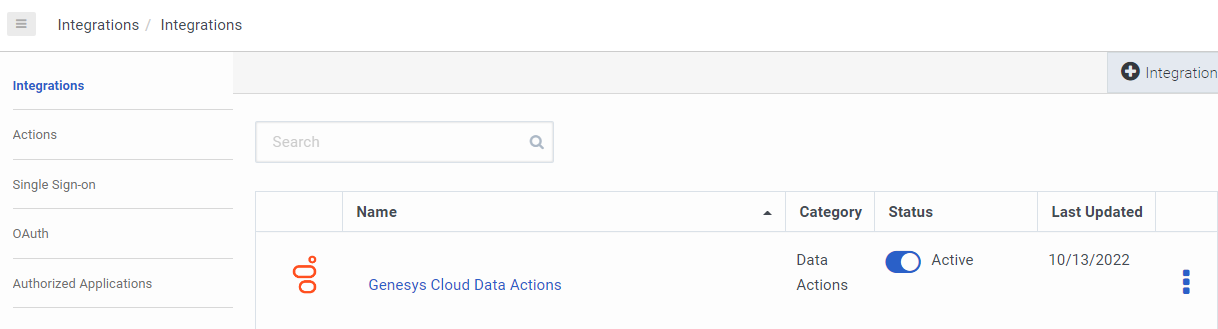 Integrations / Integrations
Integrations
Integration
Actions
Search
Single Sign-on
Name
Category
Status
Last Updated
OAuth
Data Actions
Active
10/13/2022
Genesys Cloud Data Actions
Authorized Applications